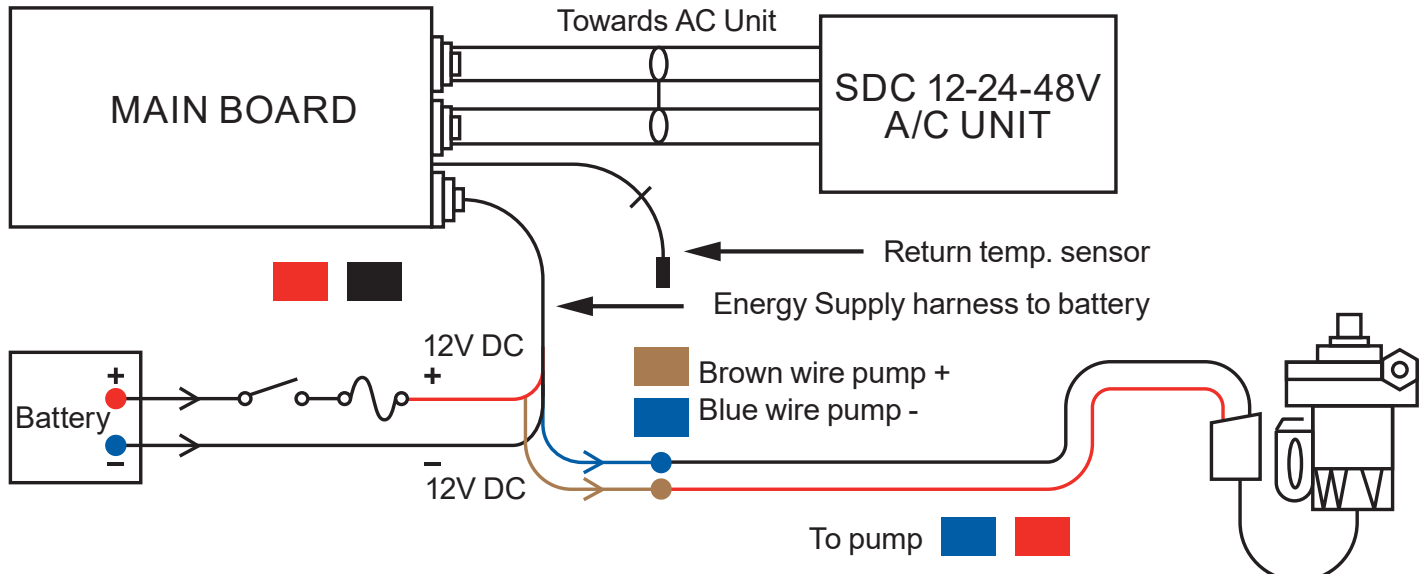 Towards AC Unit
MAIN BOARD
SDC 12-24-48V
A/C UNIT
Return temp. sensor
Energy Supply harness to battery
12V DC
+
+
Battery
Brown wire pump +
Blue wire pump -
–
–
12V DC
To pump